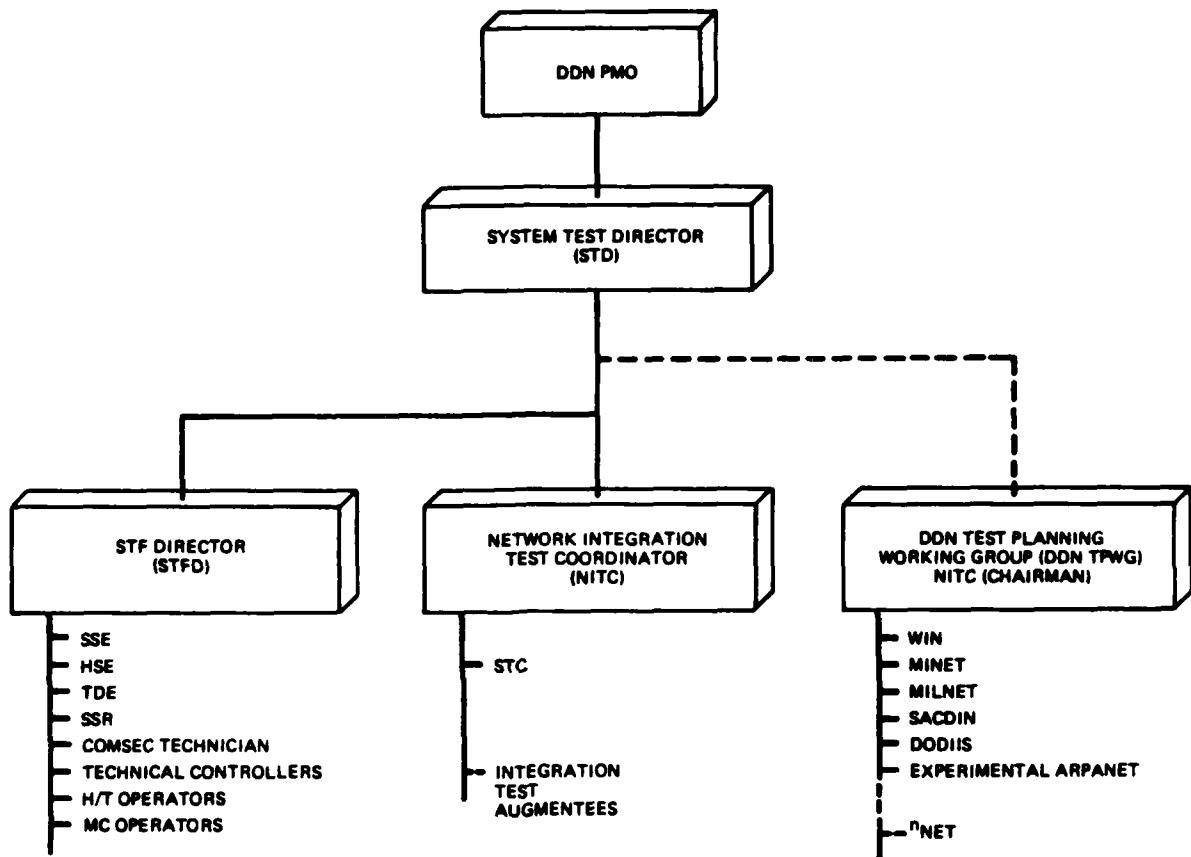 DDN PMO
SYSTEM TEST DIRECTOR
(STD)
STF DIRECTOR
(STFD)
SSE
HSE
TDE
SSR
COMSEC TECHNICIAN
TECHNICAL CONTROLLERS
H/T OPERATORS
MC OPERATORS
NETWORK INTEGRATION
TEST COORDINATOR
(NITC)
STC
INTEGRATION
TEST
AUGMENTEES
DDN TEST PLANNING
WORKING GROUP (DDN TPWG)
NITC (CHAIRMAN)
WIN
MINET
MILNET
SACDIN
DODIIS
EXPERIMENTAL ARPANET
nNET